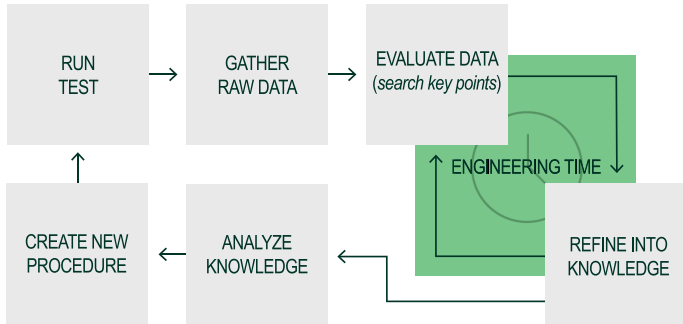 RUN
TEST
GATHER
RAW DATA
EVALUATE DATA
(search key points)
ENGINEERING TIME
CREATE NEW
PROCEDURE
ANALYZE
KNOWLEDGE
REFINE INTO
KNOWLEDGE